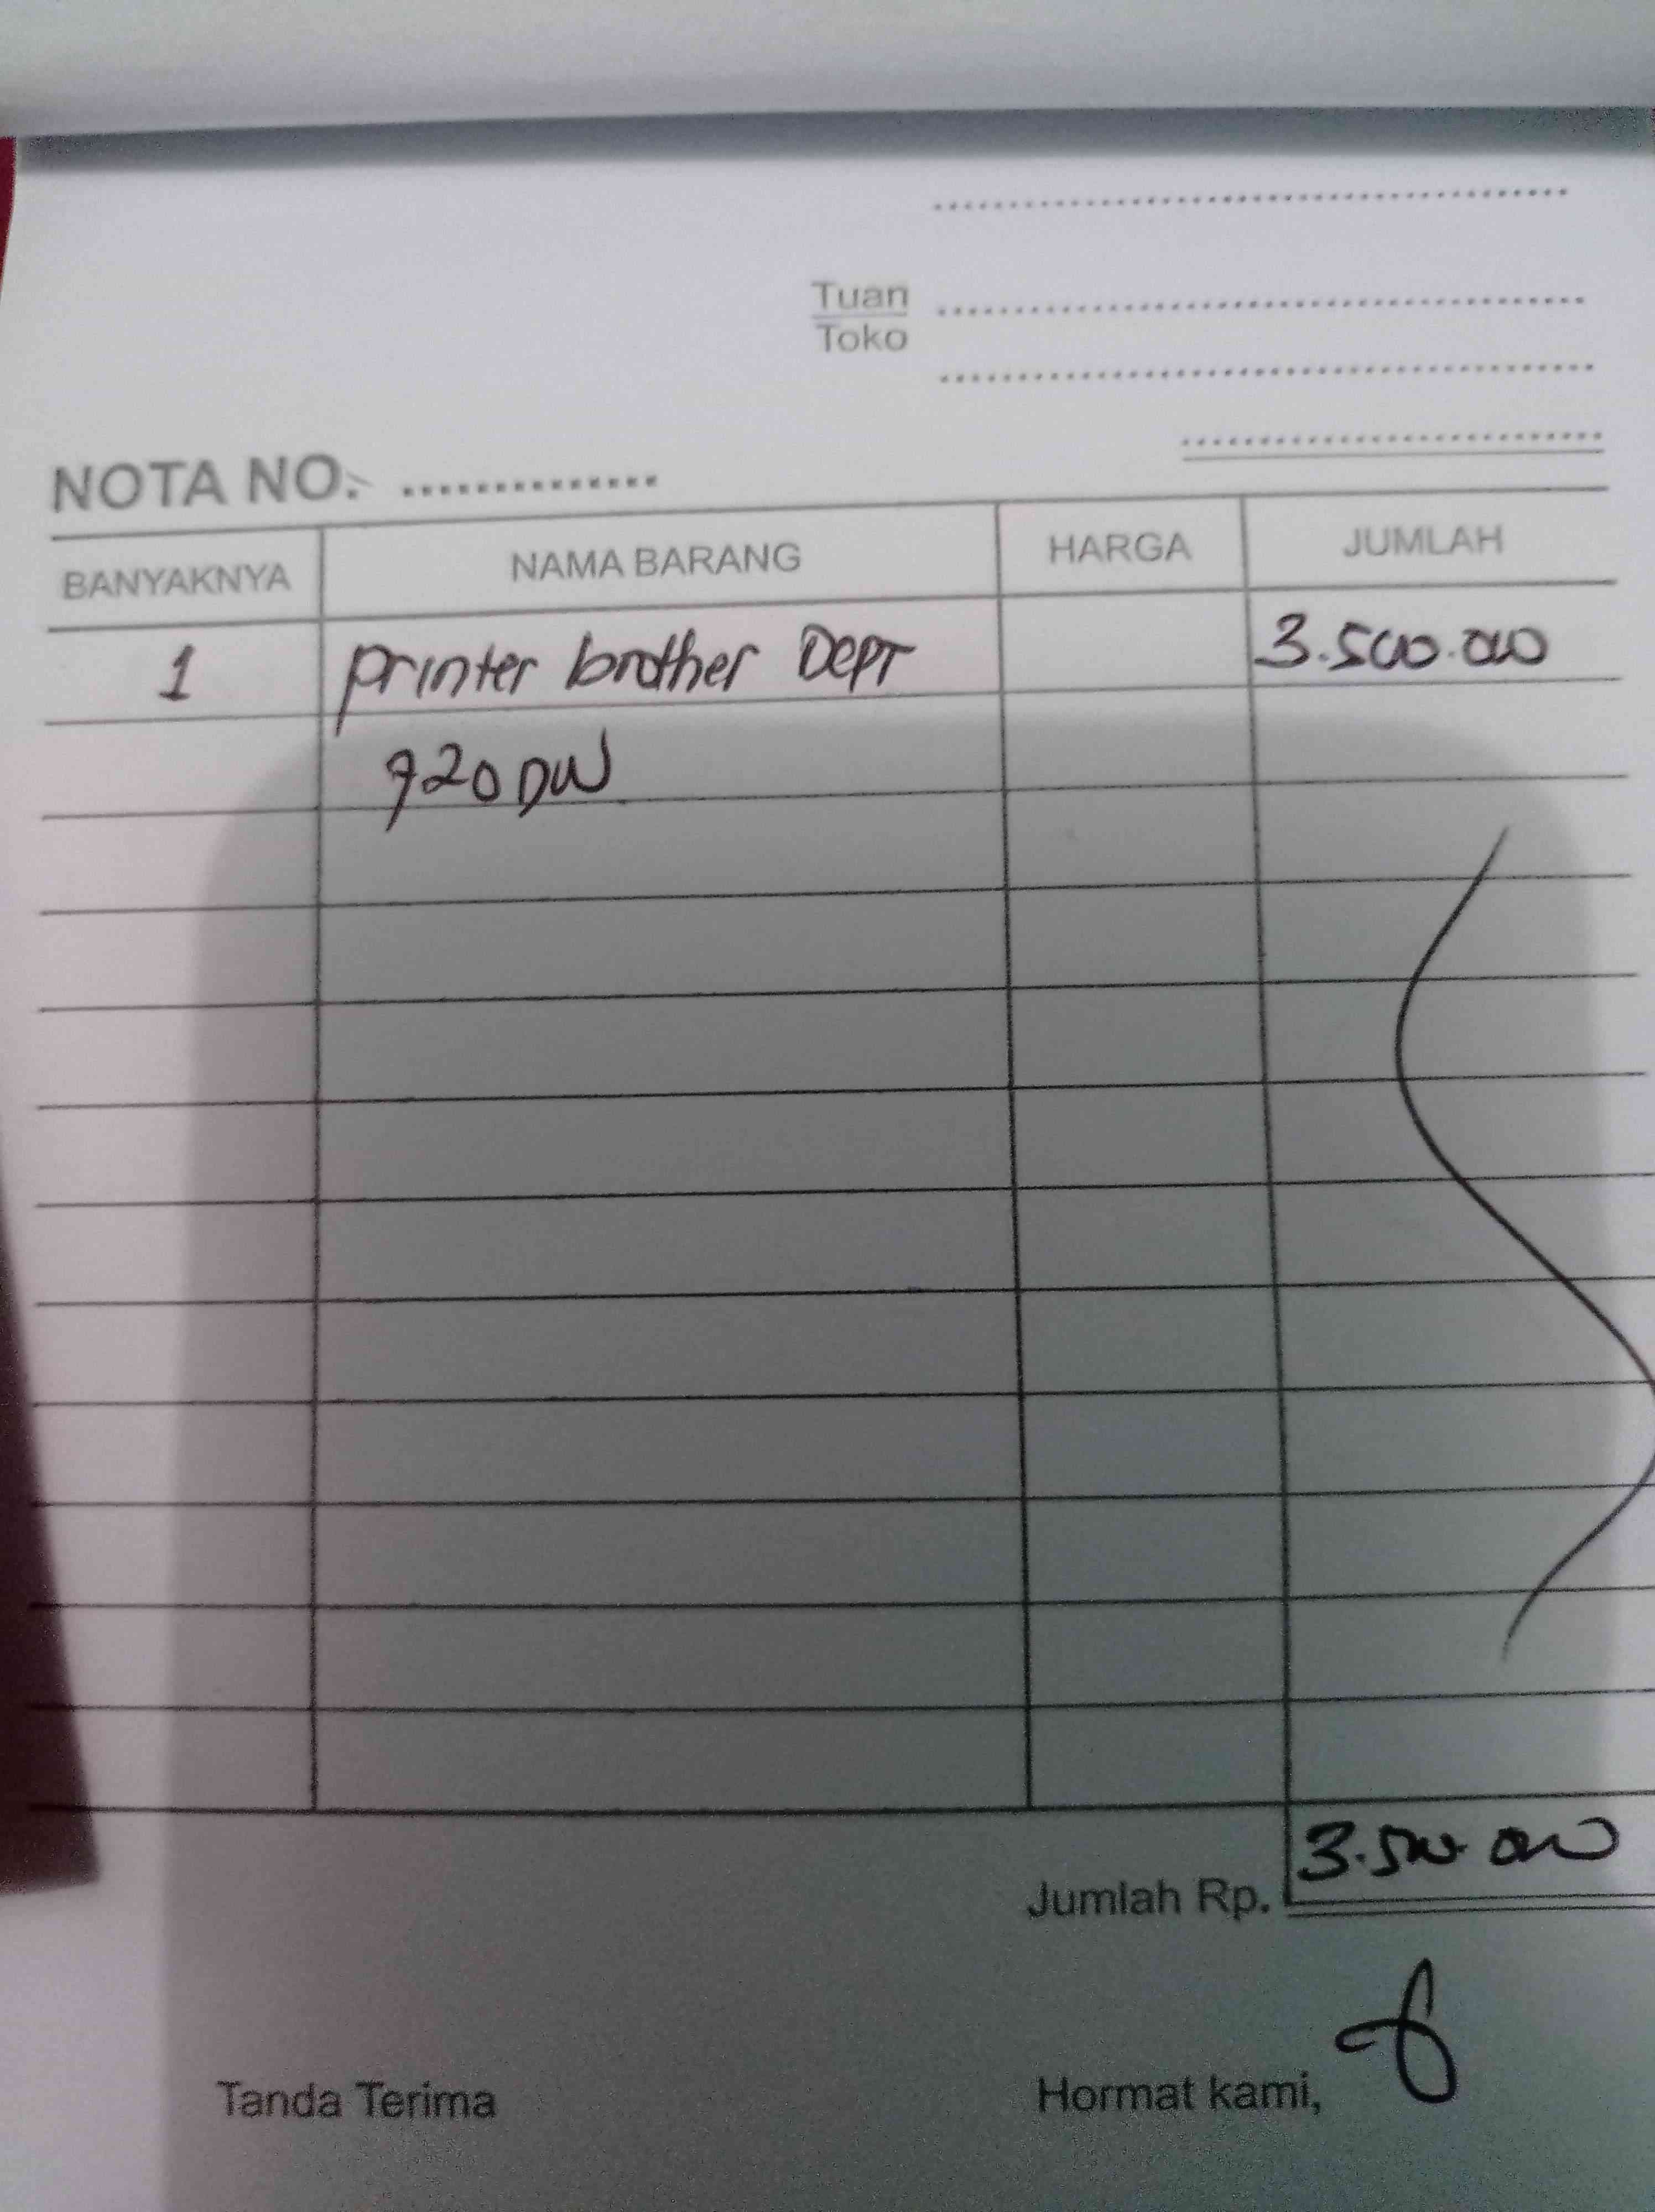 Tuan
Toko
NOTA NO.
BANYAKNYA NAMA BARANG HARGA JUMLAH
1 printer brother DCPT 3.500.000
720DW
Jumlah Rp. 3.500.000
Tanda Terima Hormat kami,